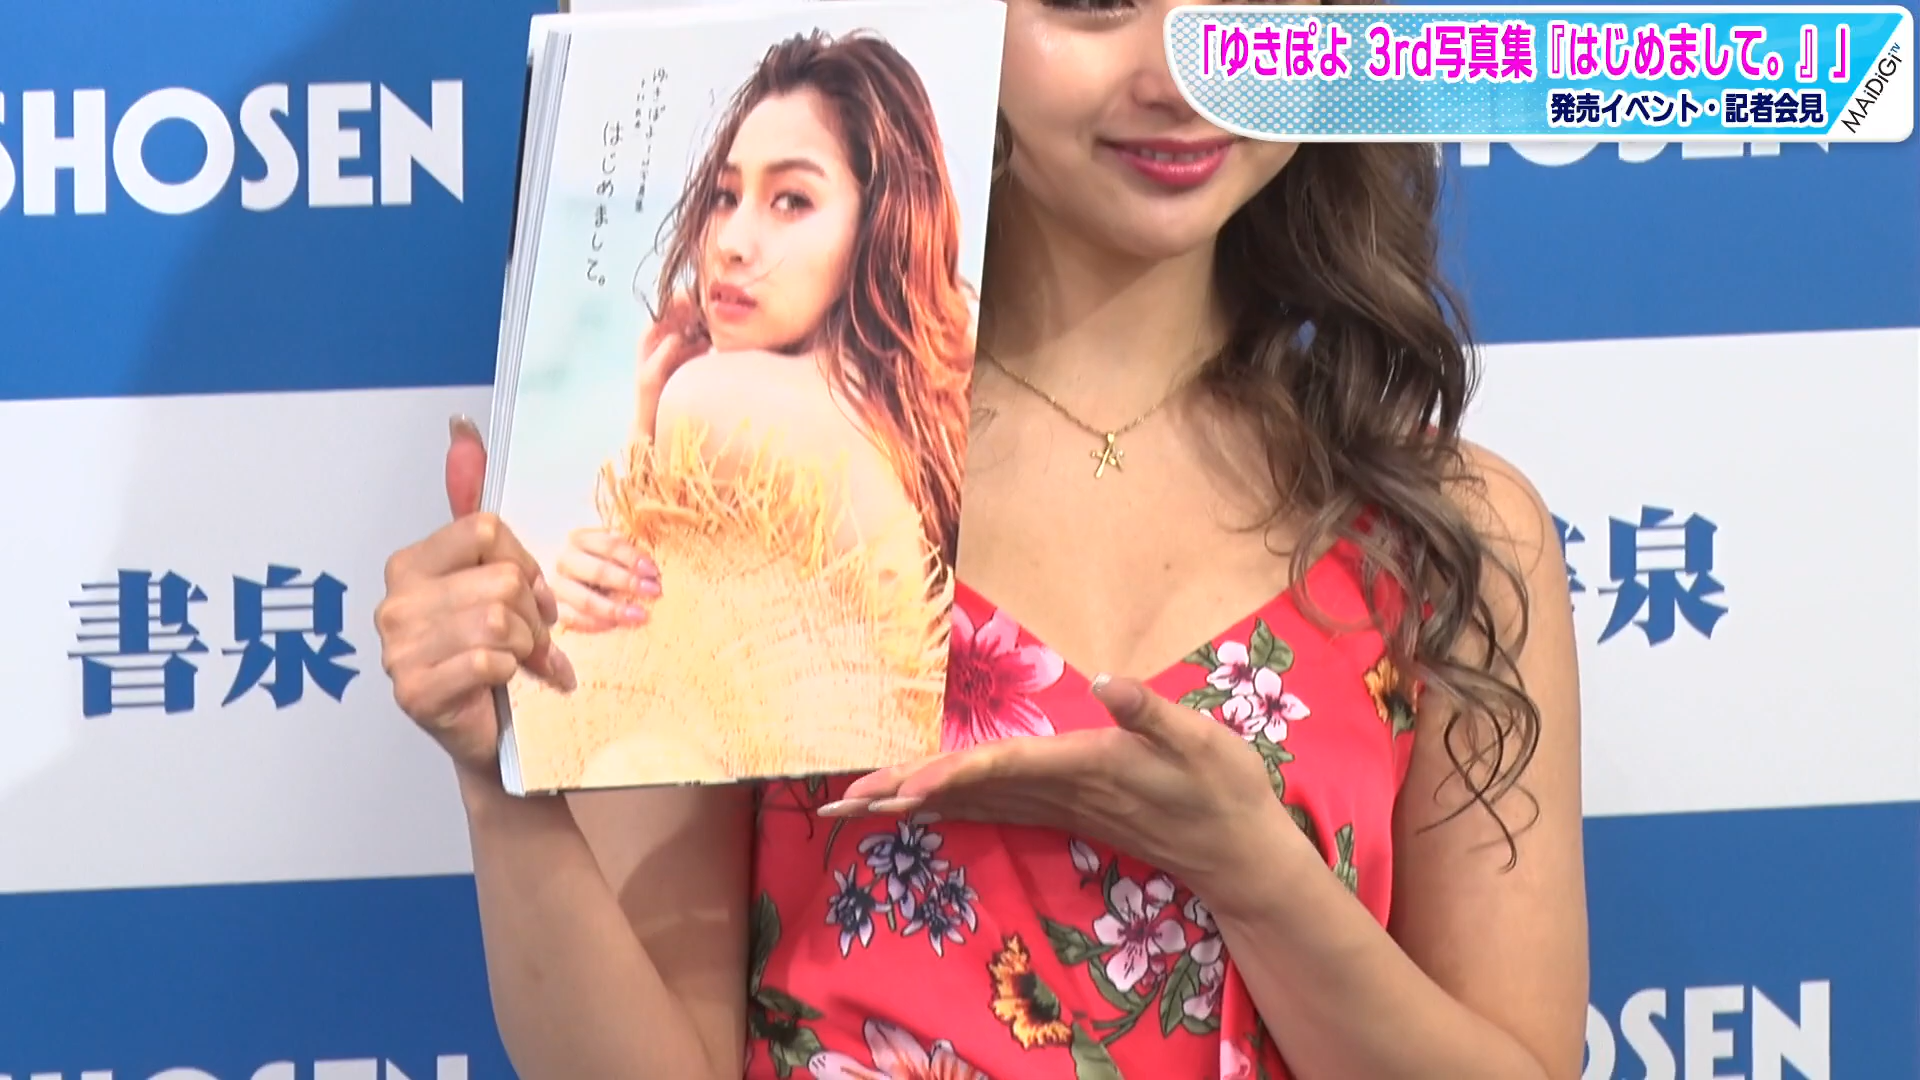 「ゆきぽよ 3rd写真集『はじめまして。』」
発売イベント・記者会見
MAiDiGiTV
SHOSEN
はじめまして。
書泉
書泉
SHOSEN
OSEN